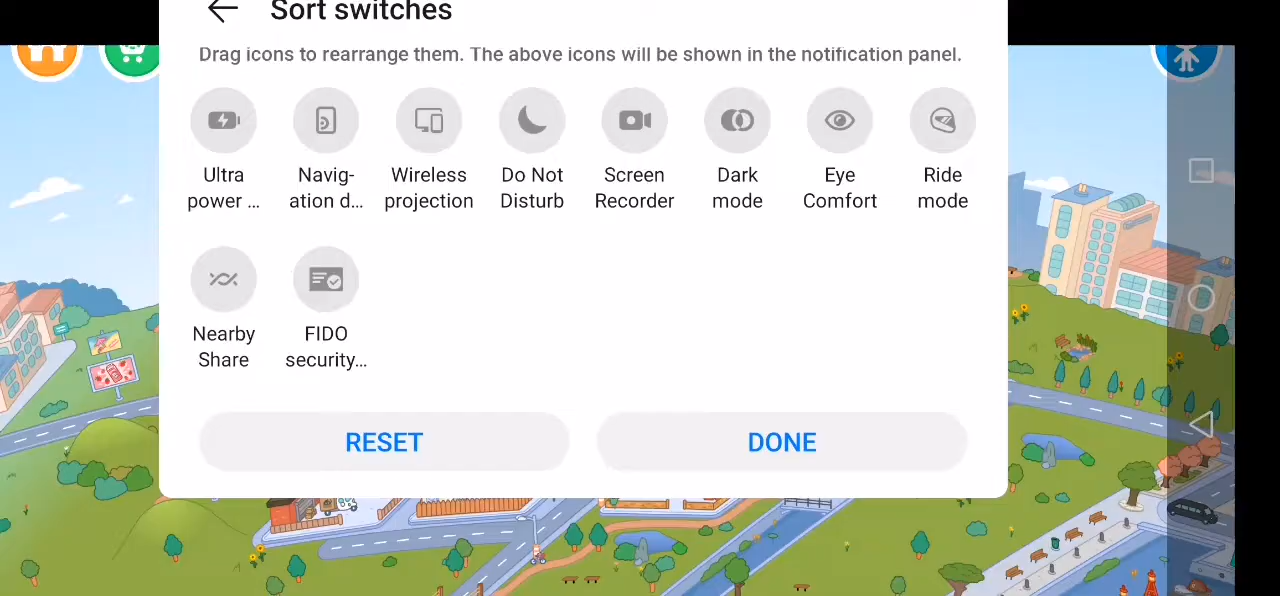 Sort switches
Drag icons to rearrange them. The above icons will be shown in the notification panel.
Ultra power ...
Navig-ation d...
Wireless projection
Do Not Disturb
Screen Recorder
Dark mode
Eye Comfort
Ride mode
Nearby Share
FIDO security...
RESET
DONE